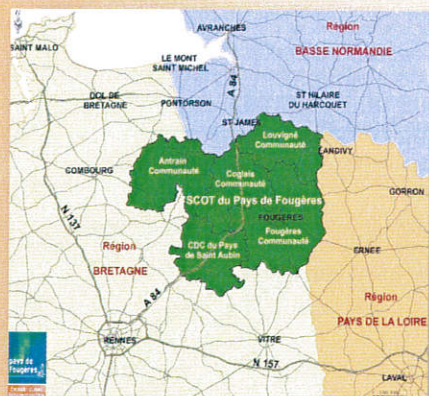 AVRANCHES
Région
BASSE NORMANDIE
SAINT MALO
LE MONT
SAINT MICHEL
A 84
DOL DE
BRETAGNE
PONTORSON
ST HILAIRE
DU HARCOUET
ST JAMES
Louvigné
Communauté
LANDIVY
Antrain
Communauté
COMBOURG
Coglais
Communauté
GORRON
SCOT du Pays de Fougères
FOUGERES
Fougères
Communauté
N 137
Région
BRETAGNE
CDC du Pays
de Saint Aubin
ERNEE
A 84
Région
PAYS DE LA LOIRE
RENNES
VITRE
N 157
LAVAL
pays de
Fougères